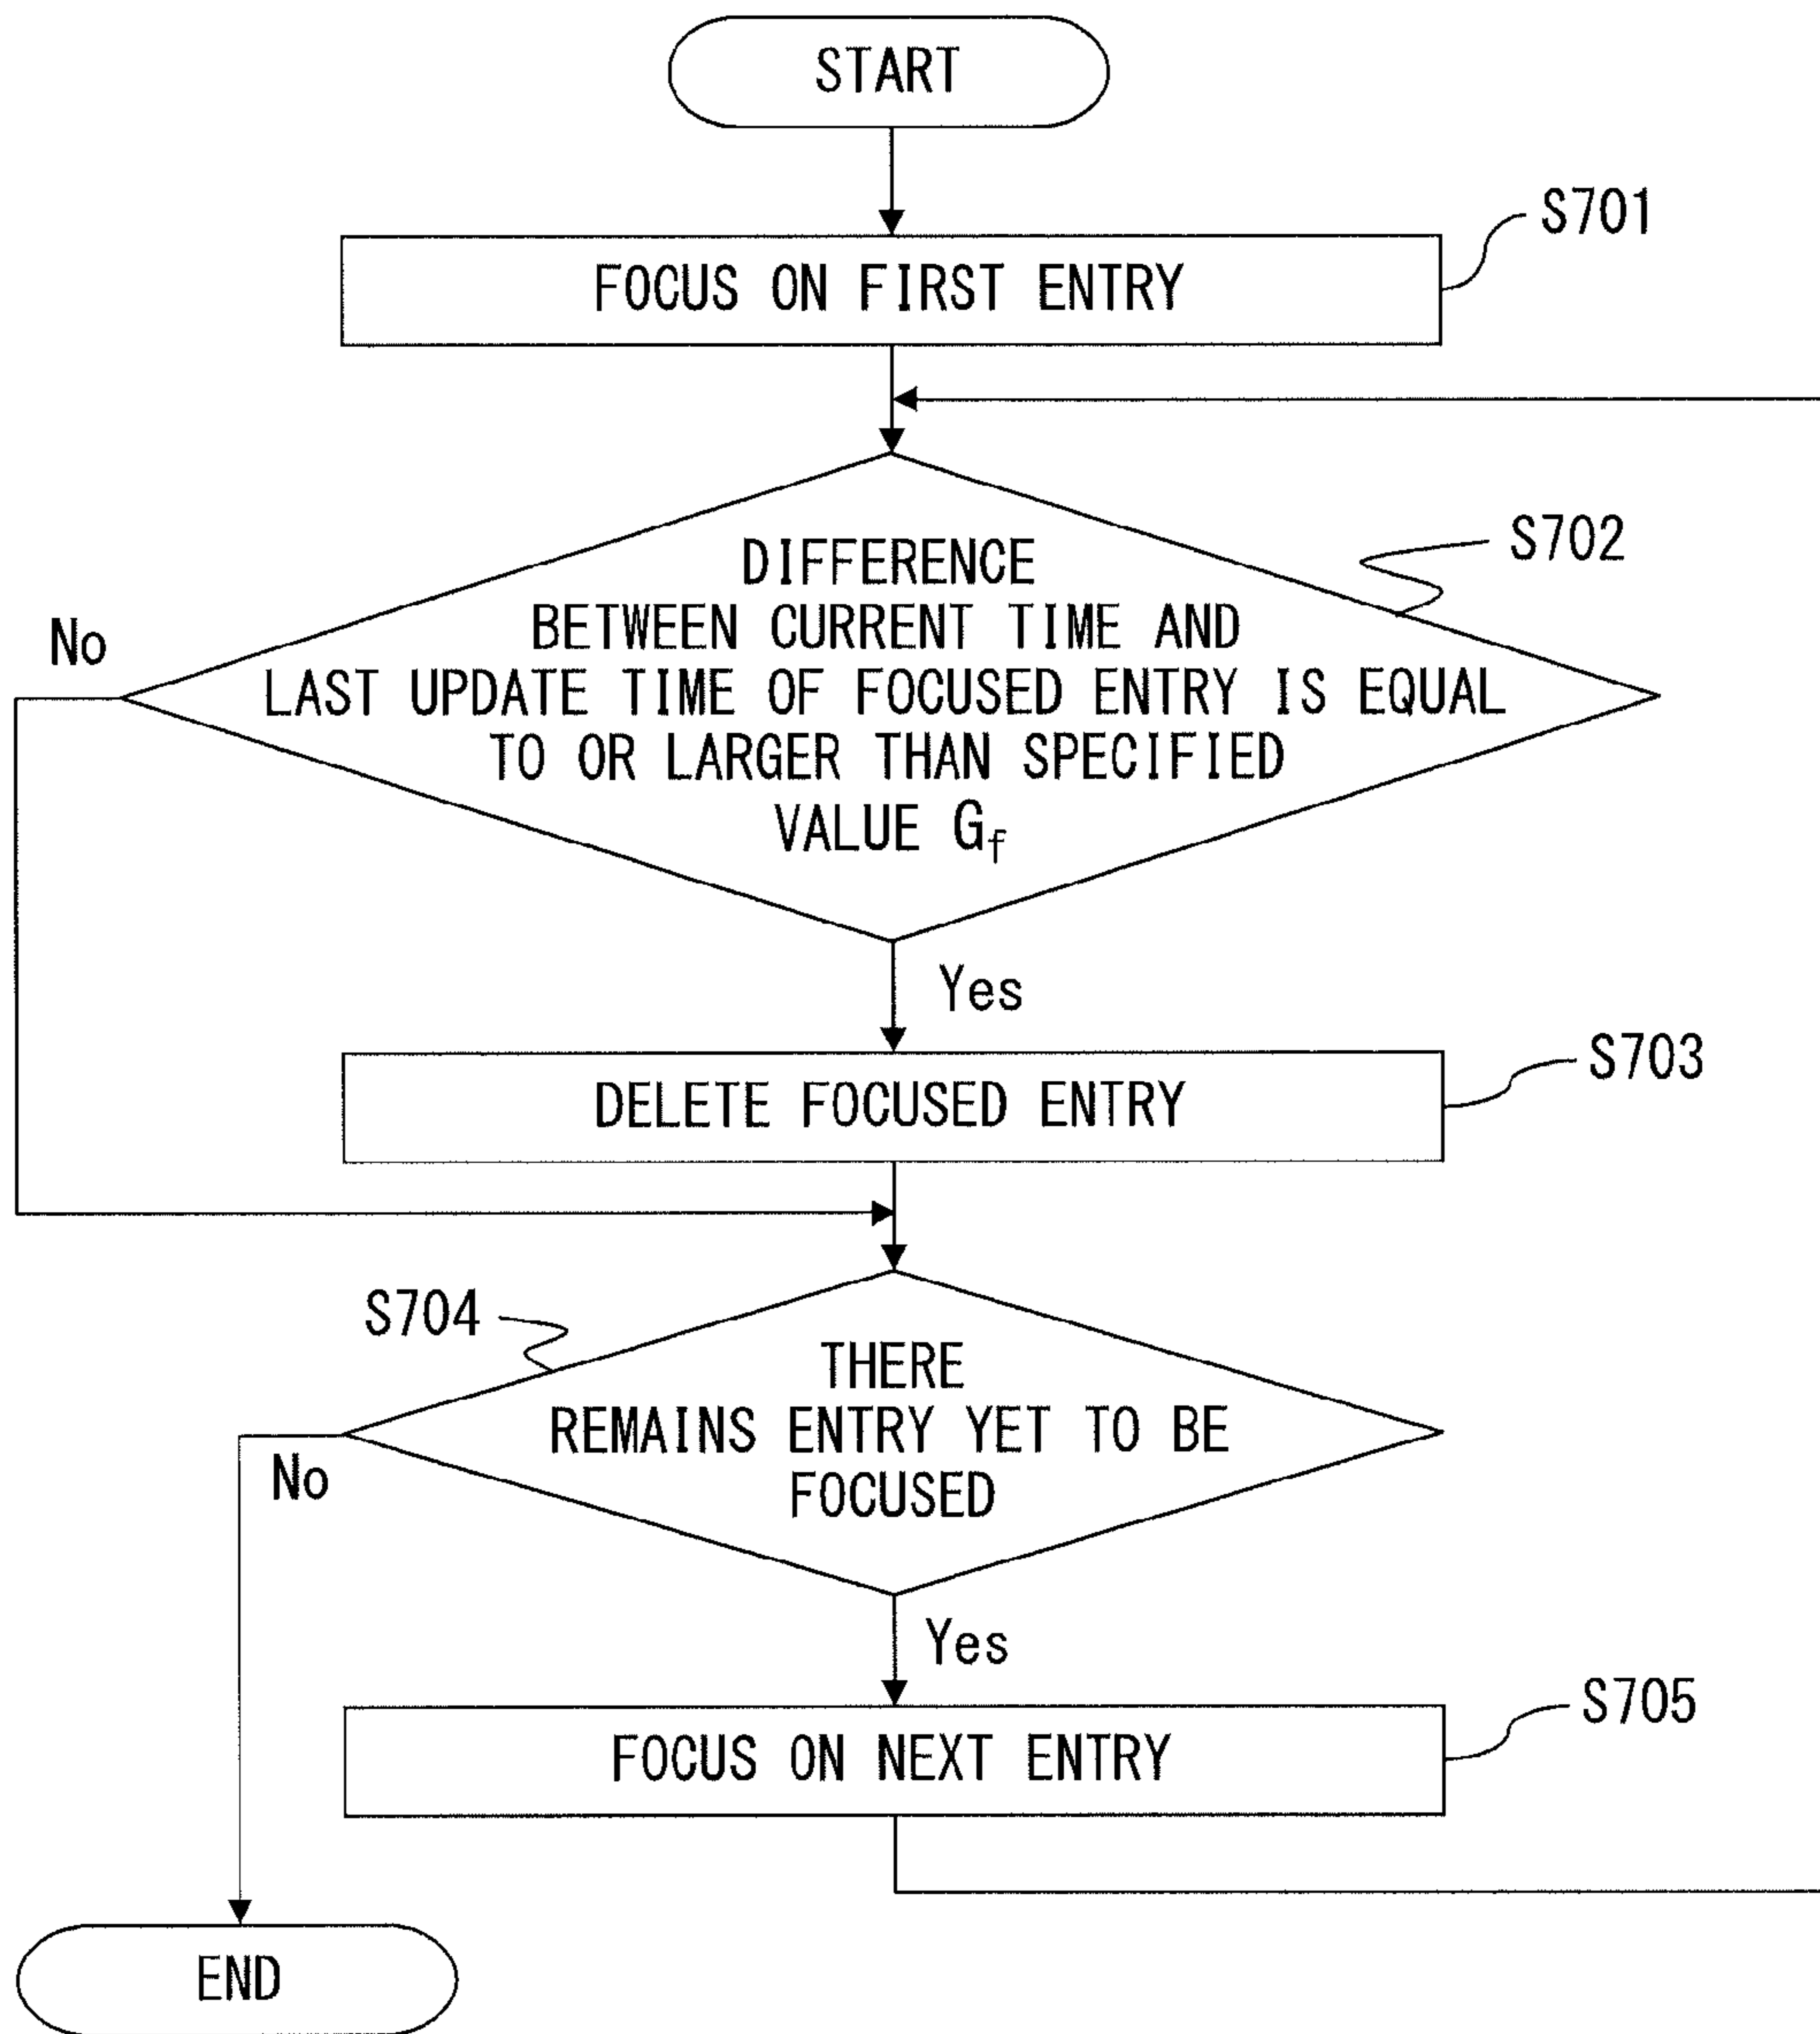 START
S701
FOCUS ON FIRST ENTRY
S702
DIFFERENCE
BETWEEN CURRENT TIME AND
LAST UPDATE TIME OF FOCUSED ENTRY IS EQUAL
TO OR LARGER THAN SPECIFIED
VALUE Gf
No
Yes
S703
DELETE FOCUSED ENTRY
S704
THERE
REMAINS ENTRY YET TO BE
FOCUSED
No
Yes
S705
FOCUS ON NEXT ENTRY
END